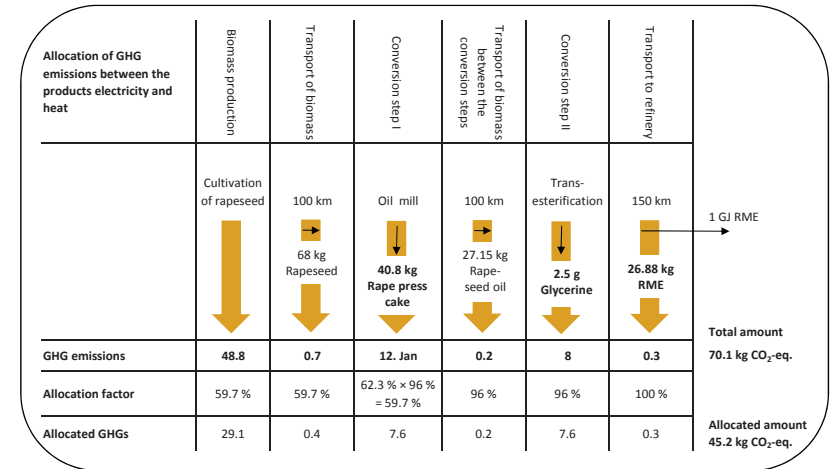 Allocation of GHG
emissions between the
products electricity and
heat
Biomass production
Transport of biomass
Conversion step I
Transport of biomass
between the
conversion steps
Conversion step II
Transport to refinery
Cultivation
of rapeseed
100 km
Oil mill
100 km
Trans-
esterification
150 km
1 GJ RME
68 kg
Rapeseed
40.8 kg
Rape press
cake
27.15 kg
Rape-
seed oil
2.5 g
Glycerine
26.88 kg
RME
Total amount
70.1 kg CO₂-eq.
GHG emissions
48.8
0.7
12. Jan
0.2
8
0.3
Allocation factor
59.7 %
59.7 %
62.3 % × 96 %
= 59.7 %
96 %
96 %
100 %
Allocated GHGs
29.1
0.4
7.6
0.2
7.6
0.3
Allocated amount
45.2 kg CO₂-eq.